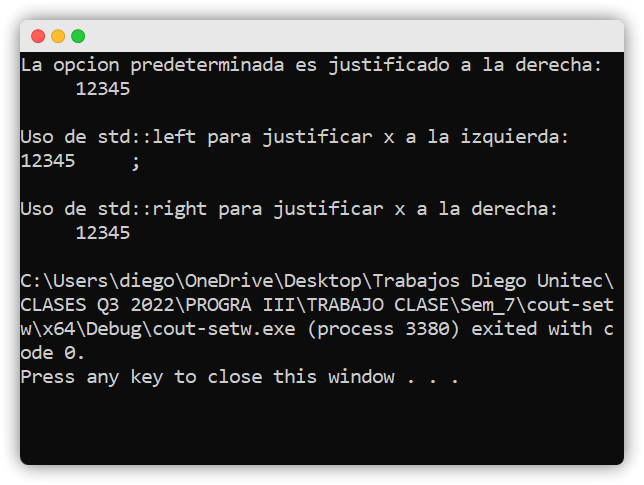 La opcion predeterminada es justificado a la derecha:
     12345
Uso de std::left para justificar x a la izquierda:
12345     ;
Uso de std::right para justificar x a la derecha:
     12345
C:\Users\diego\OneDrive\Desktop\Trabajos Diego Unitec\
CLASES Q3 2022\PROGRA III\TRABAJO CLASE\Sem_7\cout-set
w\x64\Debug\cout-setw.exe (process 3380) exited with c
ode 0.
Press any key to close this window . . .